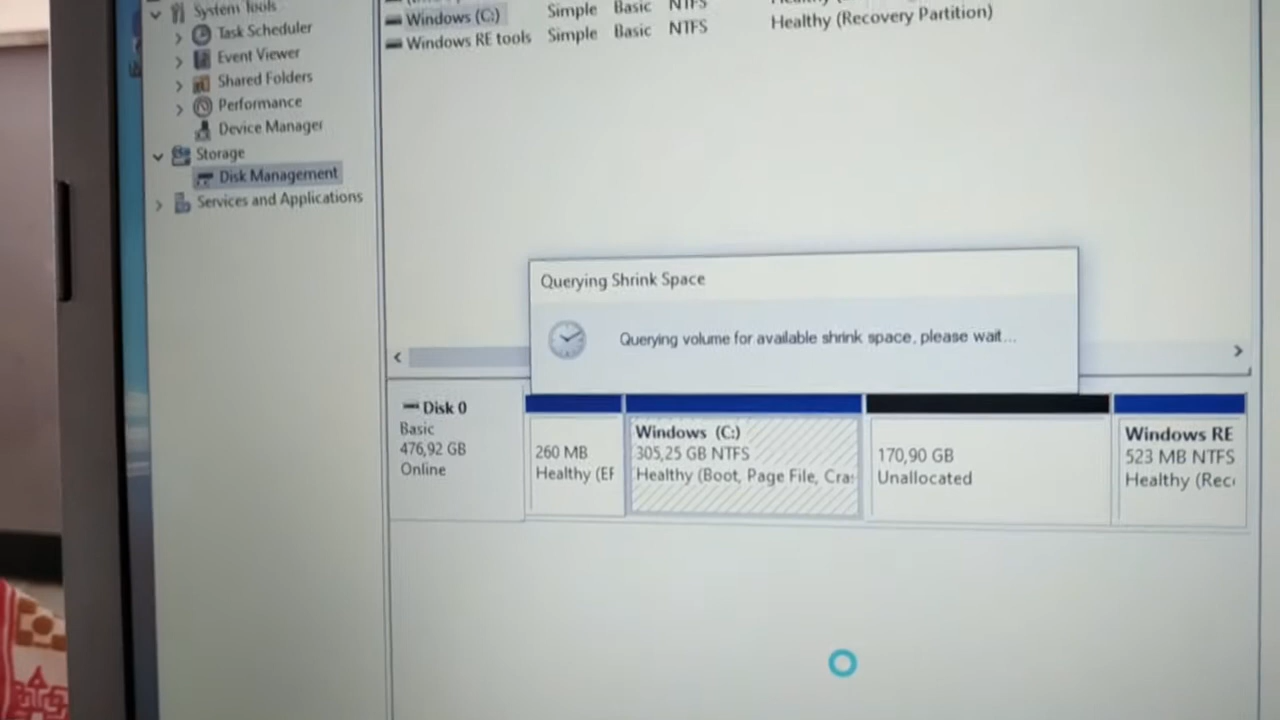 System Tools
Task Scheduler
Event Viewer
Shared Folders
Performance
Device Manager
Storage
Disk Management
Services and Applications
Windows (C:) Simple Basic NTFS
Windows RE tools Simple Basic NTFS Healthy (Recovery Partition)
Querying Shrink Space
Querying volume for available shrink space, please wait...
Disk 0
Basic
476,92 GB
Online
260 MB
Healthy (EF
Windows (C:)
305,25 GB NTFS
Healthy (Boot, Page File, Cra
170,90 GB
Unallocated
Windows RE
523 MB NTFS
Healthy (Rec